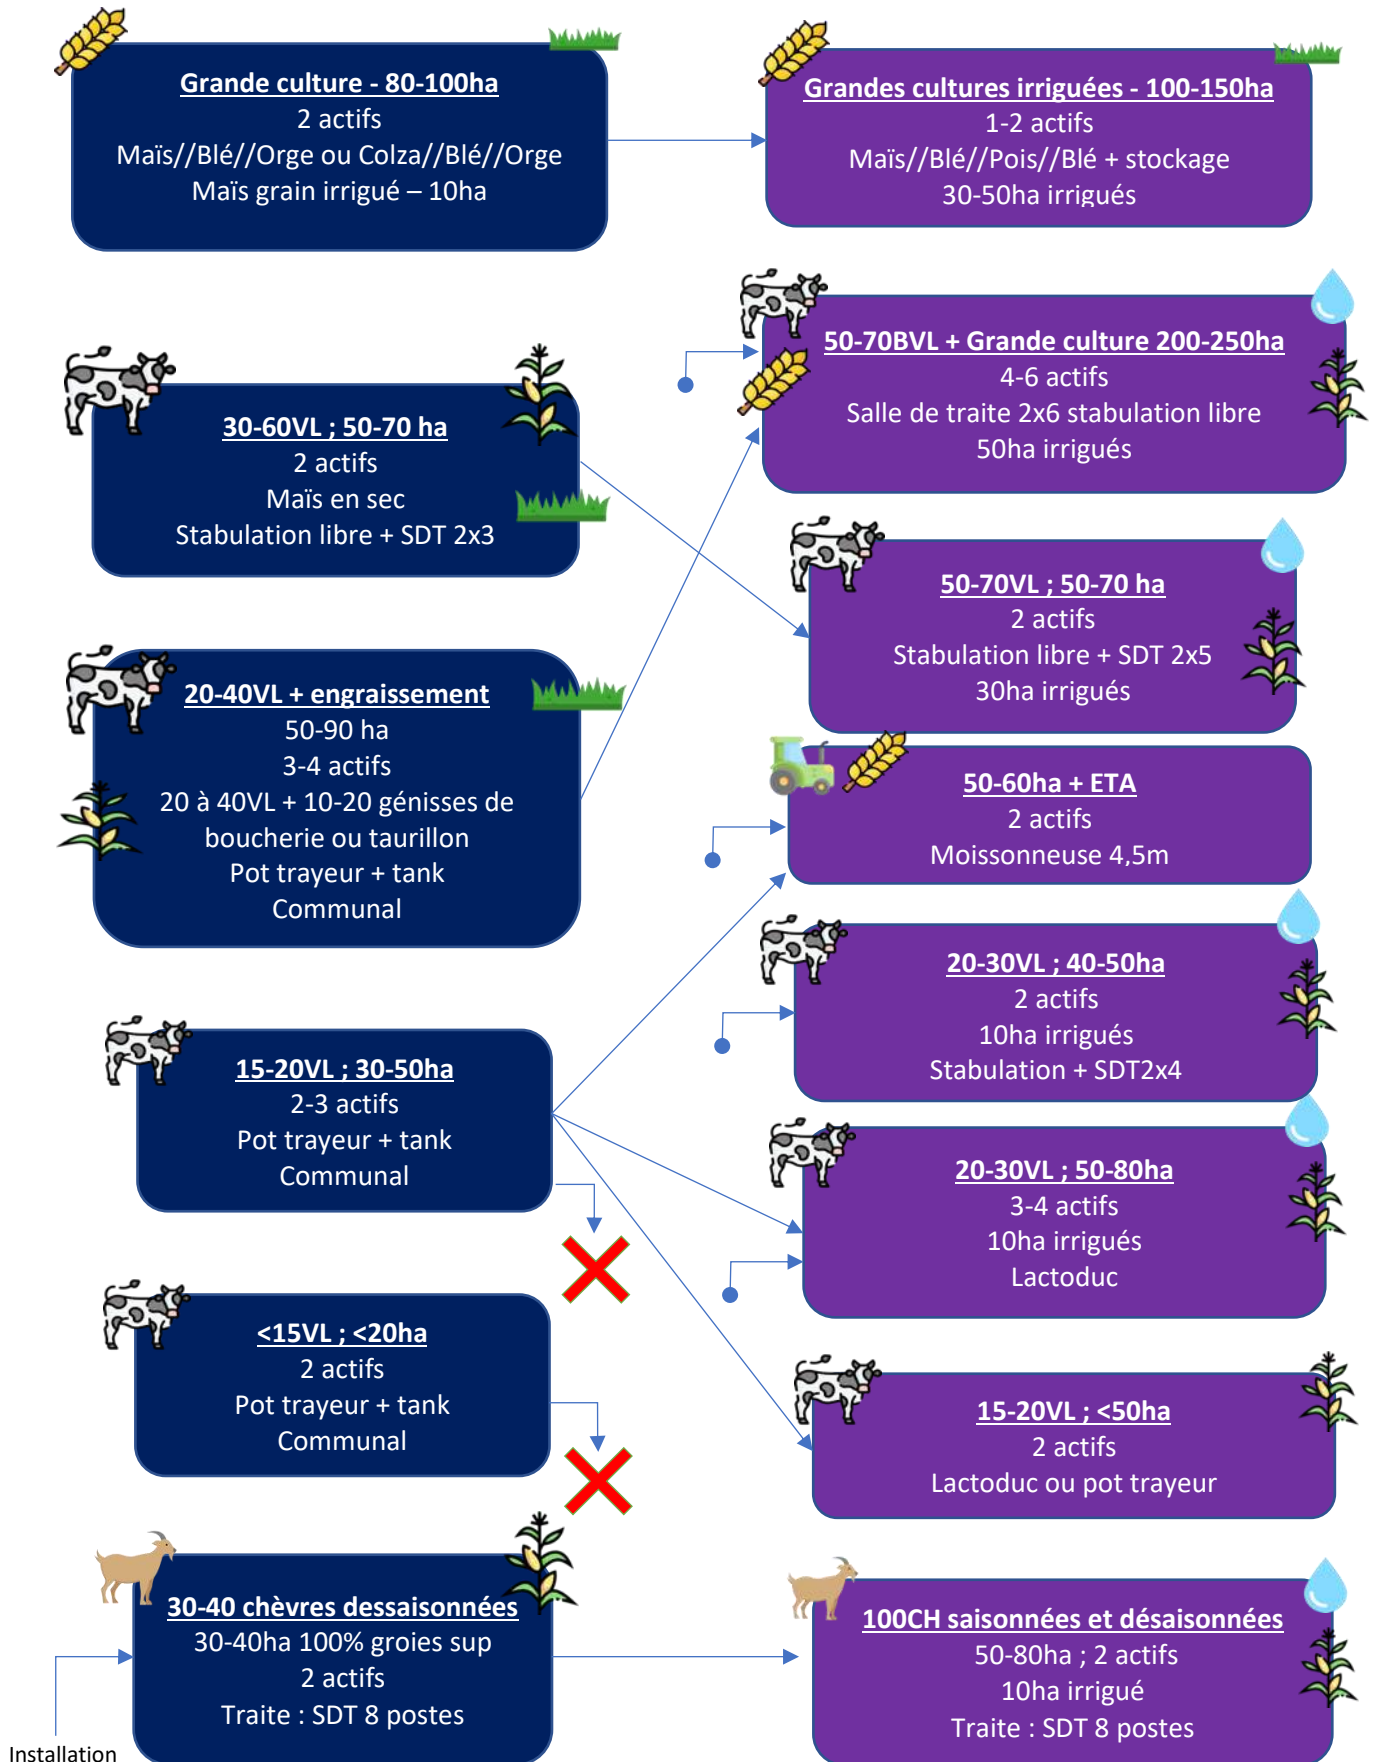 Grande culture - 80-100ha
2 actifs
Maïs//Blé//Orge ou Colza//Blé//Orge
Maïs grain irrigué – 10ha
Grandes cultures irriguées - 100-150ha
1-2 actifs
Maïs//Blé//Pois//Blé + stockage
30-50ha irrigués
50-70BVL + Grande culture 200-250ha
4-6 actifs
Salle de traite 2x6 stabulation libre
50ha irrigués
30-60VL ; 50-70 ha
2 actifs
Maïs en sec
Stabulation libre + SDT 2x3
50-70VL ; 50-70 ha
2 actifs
Stabulation libre + SDT 2x5
30ha irrigués
20-40VL + engraissement
50-90 ha
3-4 actifs
20 à 40VL + 10-20 génisses de
boucherie ou taurillon
Pot trayeur + tank
Communal
50-60ha + ETA
2 actifs
Moissonneuse 4,5m
20-30VL ; 40-50ha
2 actifs
10ha irrigués
Stabulation + SDT2x4
15-20VL ; 30-50ha
2-3 actifs
Pot trayeur + tank
Communal
20-30VL ; 50-80ha
3-4 actifs
10ha irrigués
Lactoduc
<15VL ; <20ha
2 actifs
Pot trayeur + tank
Communal
15-20VL ; <50ha
2 actifs
Lactoduc ou pot trayeur
30-40 chèvres dessaisonnées
30-40ha 100% groies sup
2 actifs
Traite : SDT 8 postes
100CH saisonnées et désaisonnées
50-80ha ; 2 actifs
10ha irrigué
Traite : SDT 8 postes
Installation